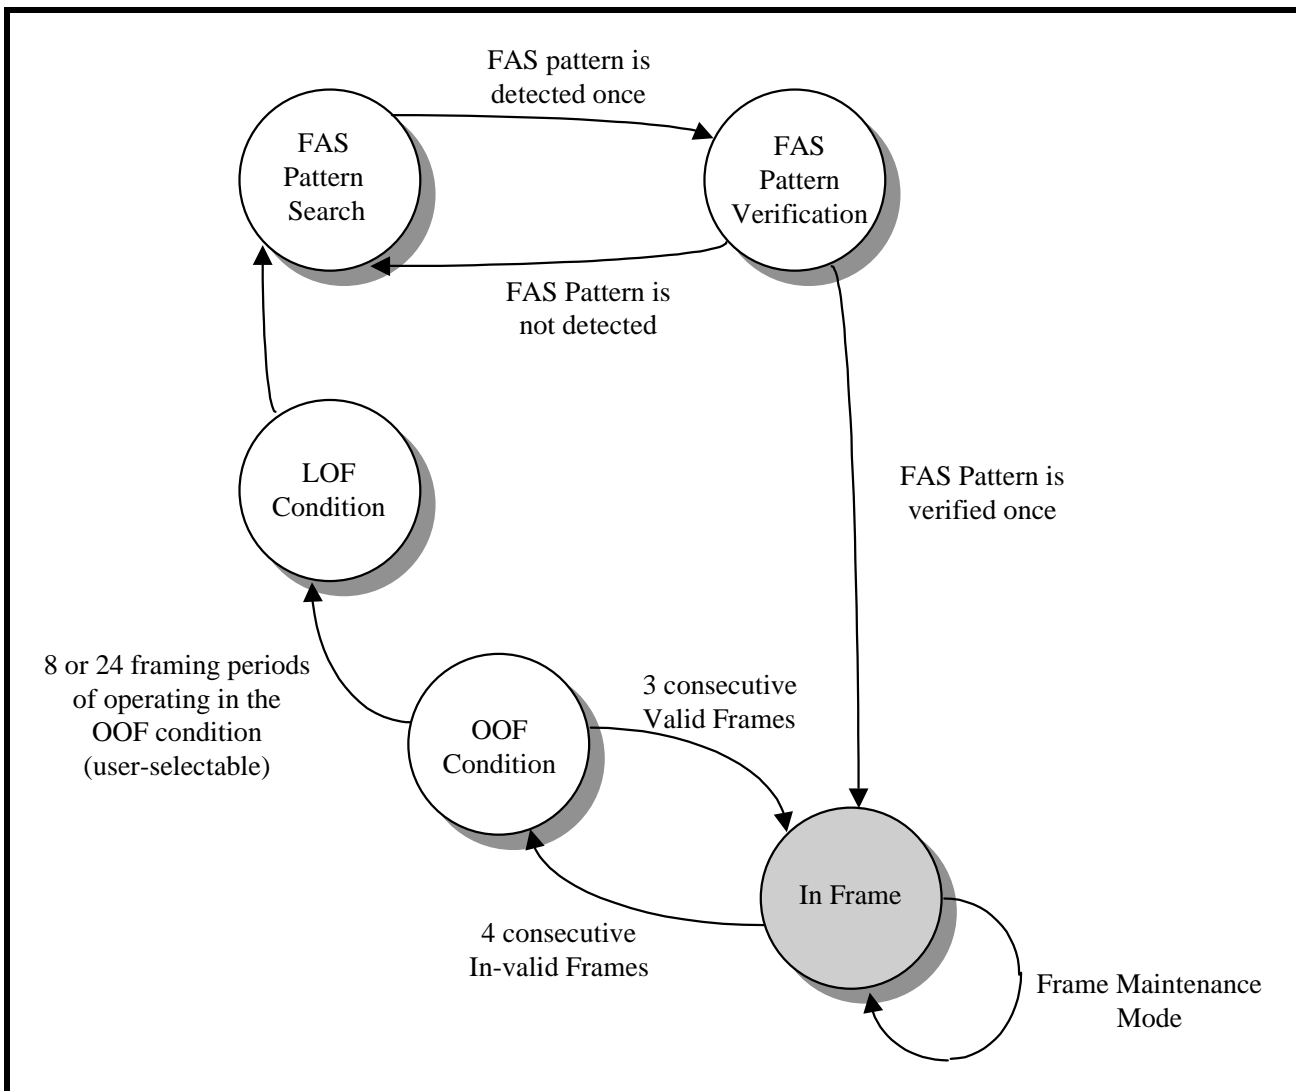 FAS pattern is
detected once
FAS
Pattern
Search
FAS
Pattern
Verification
FAS Pattern is
not detected
LOF
Condition
FAS Pattern is
verified once
8 or 24 framing periods
of operating in the
OOF condition
(user-selectable)
3 consecutive
Valid Frames
OOF
Condition
In Frame
4 consecutive
In-valid Frames
Frame Maintenance
Mode